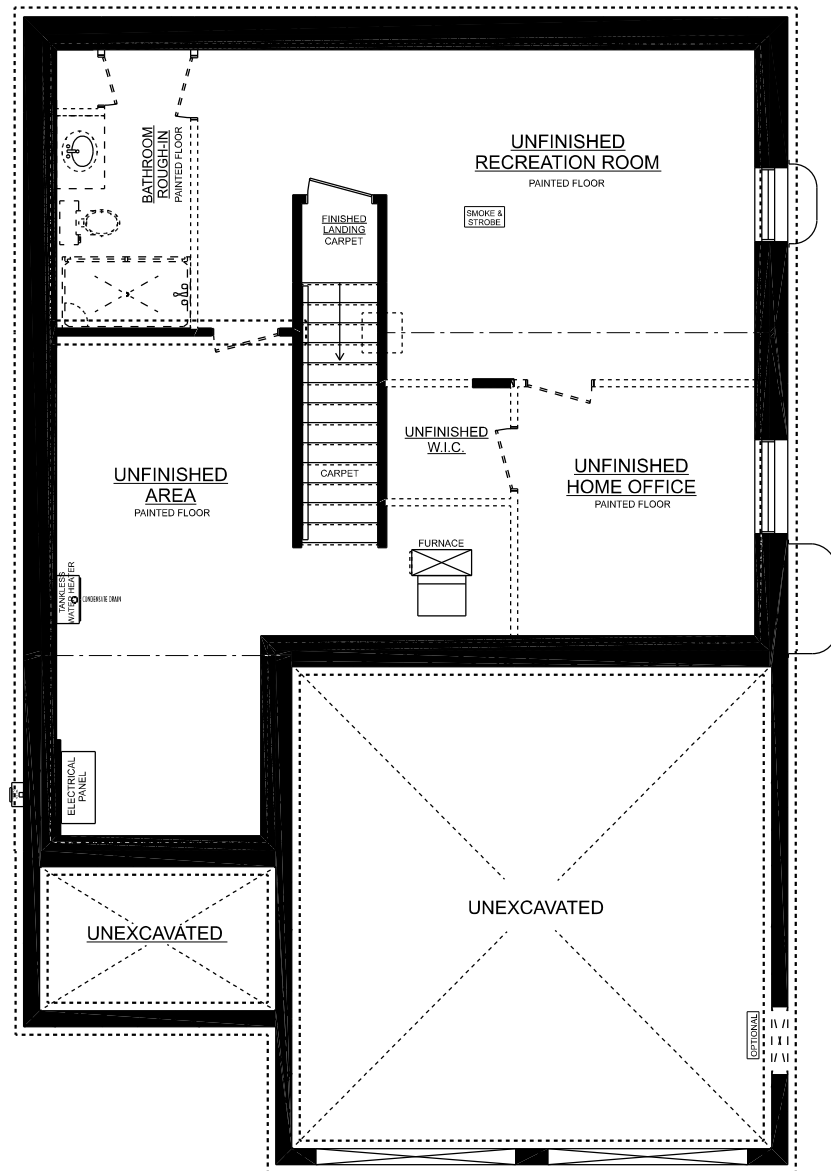 BATHROOM
ROUGH-IN
PAINTED FLOOR
UNFINISHED
RECREATION ROOM
PAINTED FLOOR
SMOKE &
STROBE
FINISHED
LANDING
CARPET
UNFINISHED
W.I.C.
UNFINISHED
AREA
PAINTED FLOOR
CARPET
UNFINISHED
HOME OFFICE
PAINTED FLOOR
FURNACE
TANKLESS
WATER HEATER
CONDENSATE DRAIN
ELECTRICAL
PANEL
UNEXCAVATED
UNEXCAVATED
OPTIONAL